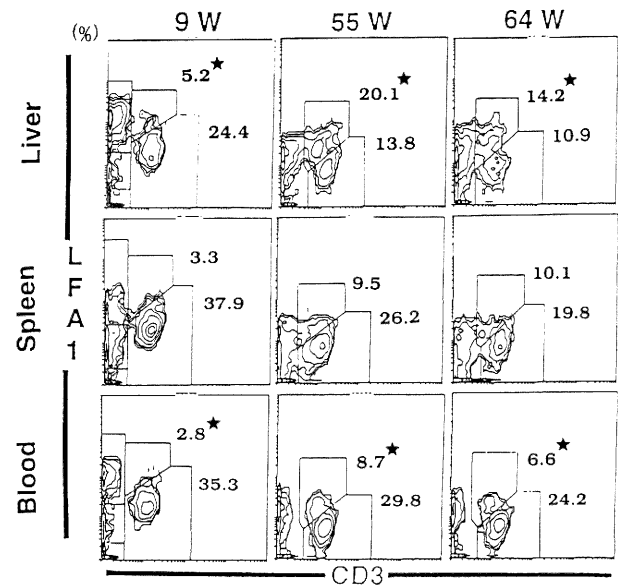 (%) 9 W 55 W 64 W
Liver
5.2★ 20.1★ 14.2★
24.4 13.8 10.9
LFA1
Spleen
3.3 9.5 10.1
37.9 26.2 19.8
Blood
2.8★ 8.7★ 6.6★
35.3 29.8 24.2
CD3